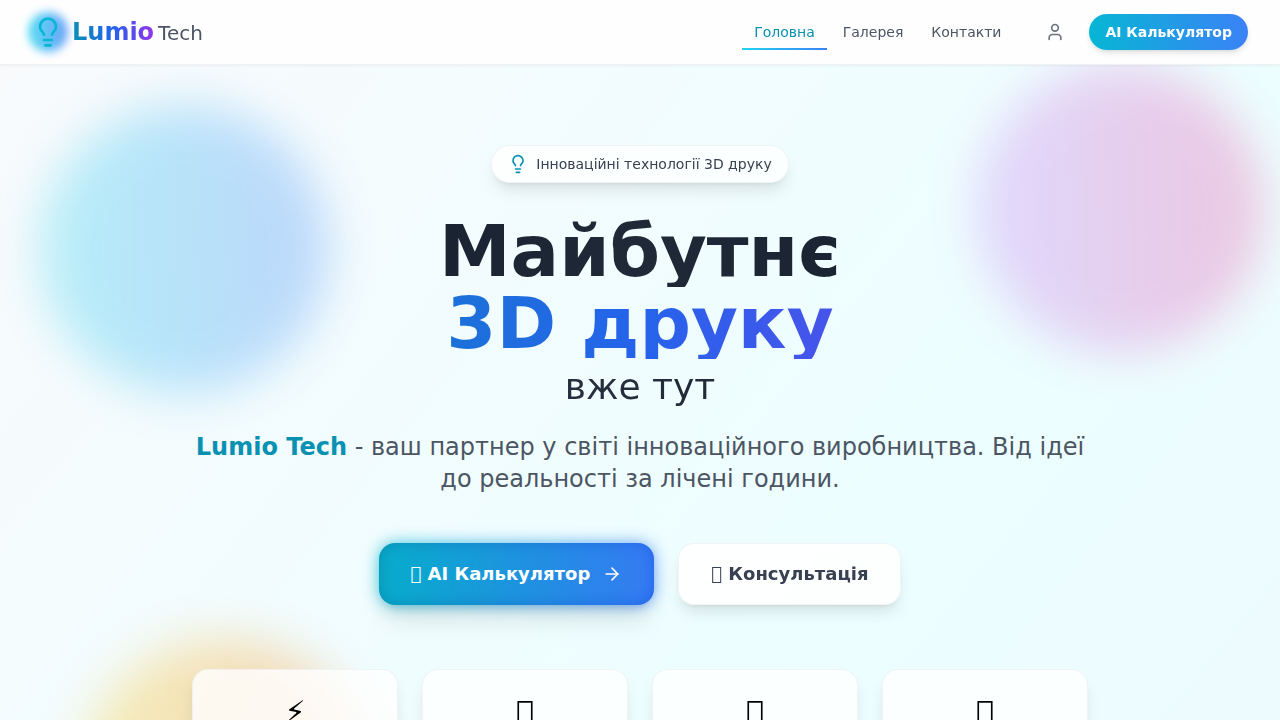 Lumio Tech
Головна
Галерея
Контакти
AI Калькулятор
Інноваційні технології 3D друку
Майбутнє
3D друку
вже тут
Lumio Tech - ваш партнер у світі інноваційного виробництва. Від ідеї
до реальності за лічені години.
AI Калькулятор
Консультація